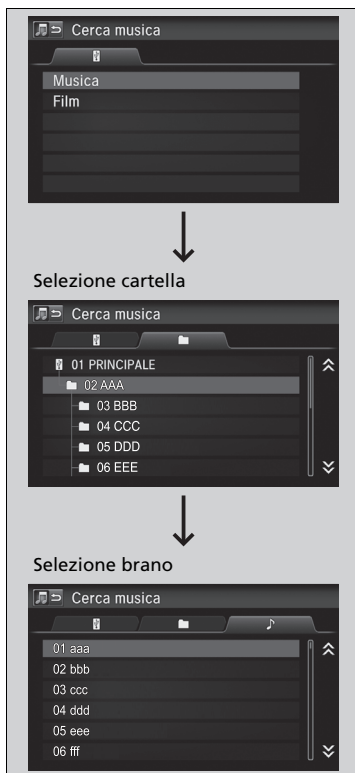 Cerca musica
Musica
Film
Selezione cartella
Cerca musica
01 PRINCIPALE
02 AAA
03 BBB
04 CCC
05 DDD
06 EEE
Selezione brano
Cerca musica
01 aaa
02 bbb
03 ccc
04 ddd
05 eee
06 fff